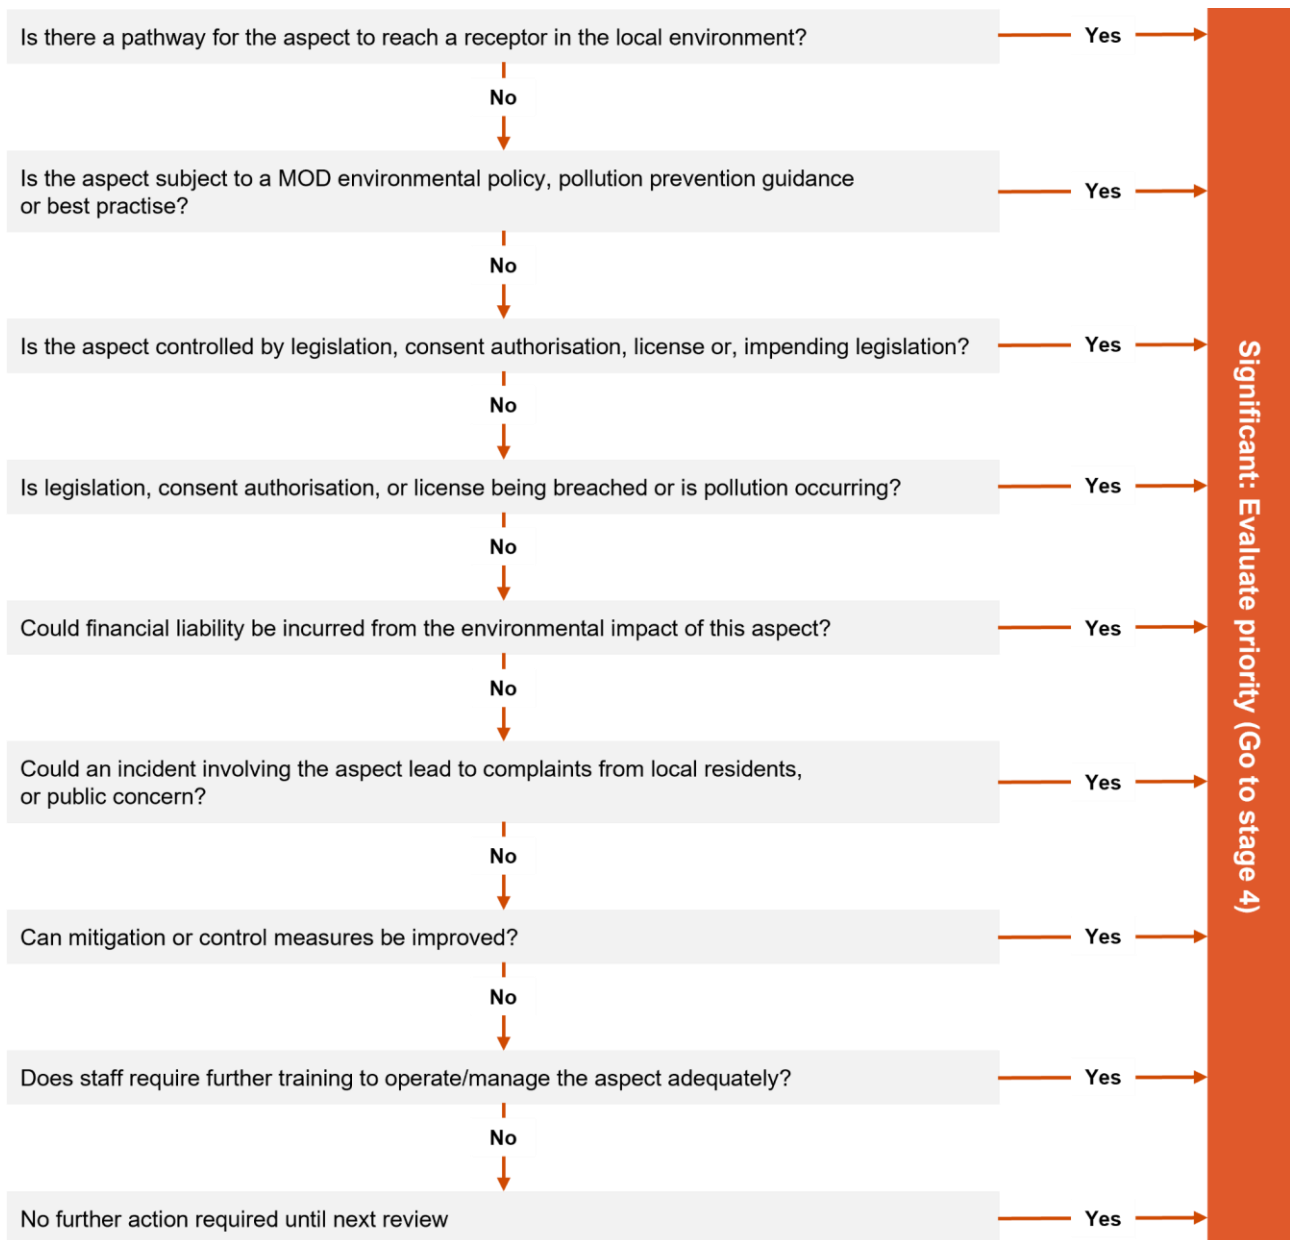 Is there a pathway for the aspect to reach a receptor in the local environment?
Yes
No
Is the aspect subject to a MOD environmental policy, pollution prevention guidance
or best practise?
Yes
No
Is the aspect controlled by legislation, consent authorisation, license or, impending legislation?
Yes
No
Is legislation, consent authorisation, or license being breached or is pollution occurring?
Yes
No
Could financial liability be incurred from the environmental impact of this aspect?
Yes
No
Could an incident involving the aspect lead to complaints from local residents,
or public concern?
Yes
No
Can mitigation or control measures be improved?
Yes
No
Does staff require further training to operate/manage the aspect adequately?
Yes
No
No further action required until next review
Yes
Significant: Evaluate priority (Go to stage 4)